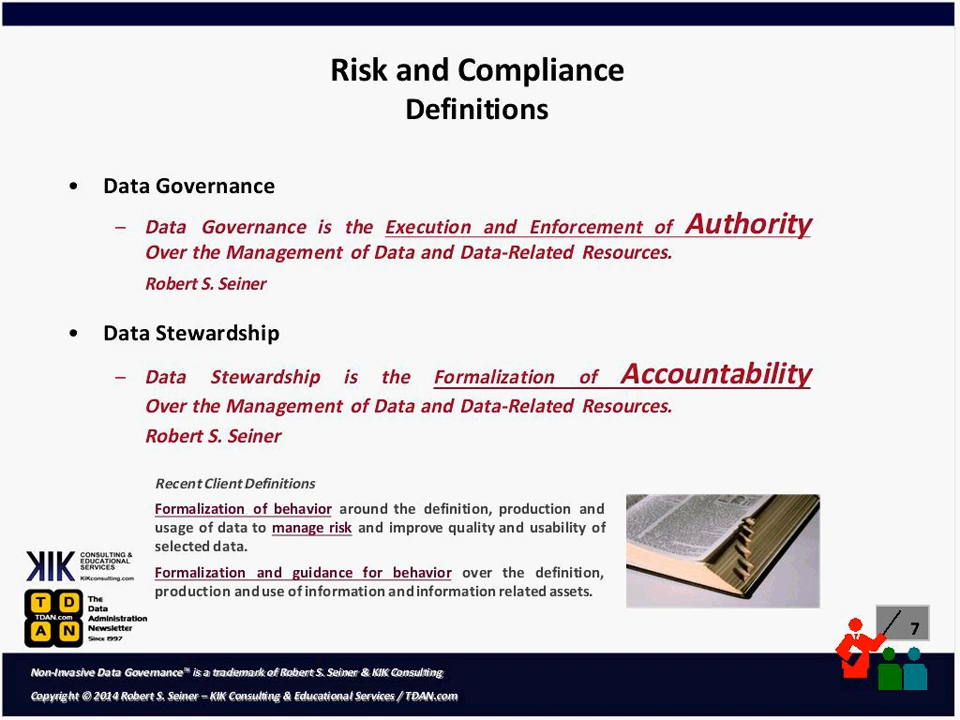 Risk and Compliance
Definitions
• Data Governance
– Data Governance is the Execution and Enforcement of Authority
Over the Management of Data and Data-Related Resources.
Robert S. Seiner
• Data Stewardship
– Data Stewardship is the Formalization of Accountability
Over the Management of Data and Data-Related Resources.
Robert S. Seiner
Recent Client Definitions
Formalization of behavior around the definition, production and
usage of data to manage risk and improve quality and usability of
selected data.
Formalization and guidance for behavior over the definition,
production and use of information and information related assets.
KIK CONSULTING &
EDUCATIONAL
SERVICES
KIKconsulting.com
T D
TDAN.com
A N
The
Data
Administration
Newsletter
Since 1997
7
Non-Invasive Data Governance™ is a trademark of Robert S. Seiner & KIK Consulting
Copyright © 2014 Robert S. Seiner – KIK Consulting & Educational Services / TDAN.com